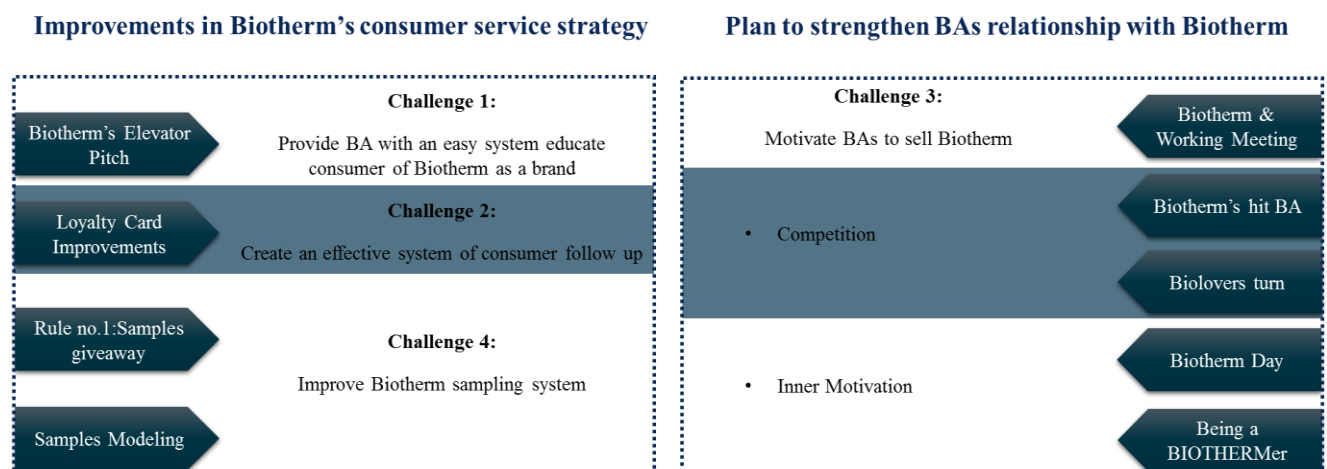 Improvements in Biotherm's consumer service strategy
Biotherm's Elevator
Pitch
Challenge 1:
Provide BA with an easy system educate
consumer of Biotherm as a brand
Loyalty Card
Improvements
Challenge 2:
Create an effective system of consumer follow up
Rule no.1:Samples
giveaway
Challenge 4:
Improve Biotherm sampling system
Samples Modeling
Plan to strengthen BAs relationship with Biotherm
Challenge 3:
Motivate BAs to sell Biotherm
Biotherm &
Working Meeting
• Competition
Biotherm's hit BA
Biolovers turn
• Inner Motivation
Biotherm Day
Being a
BIOTHERMer